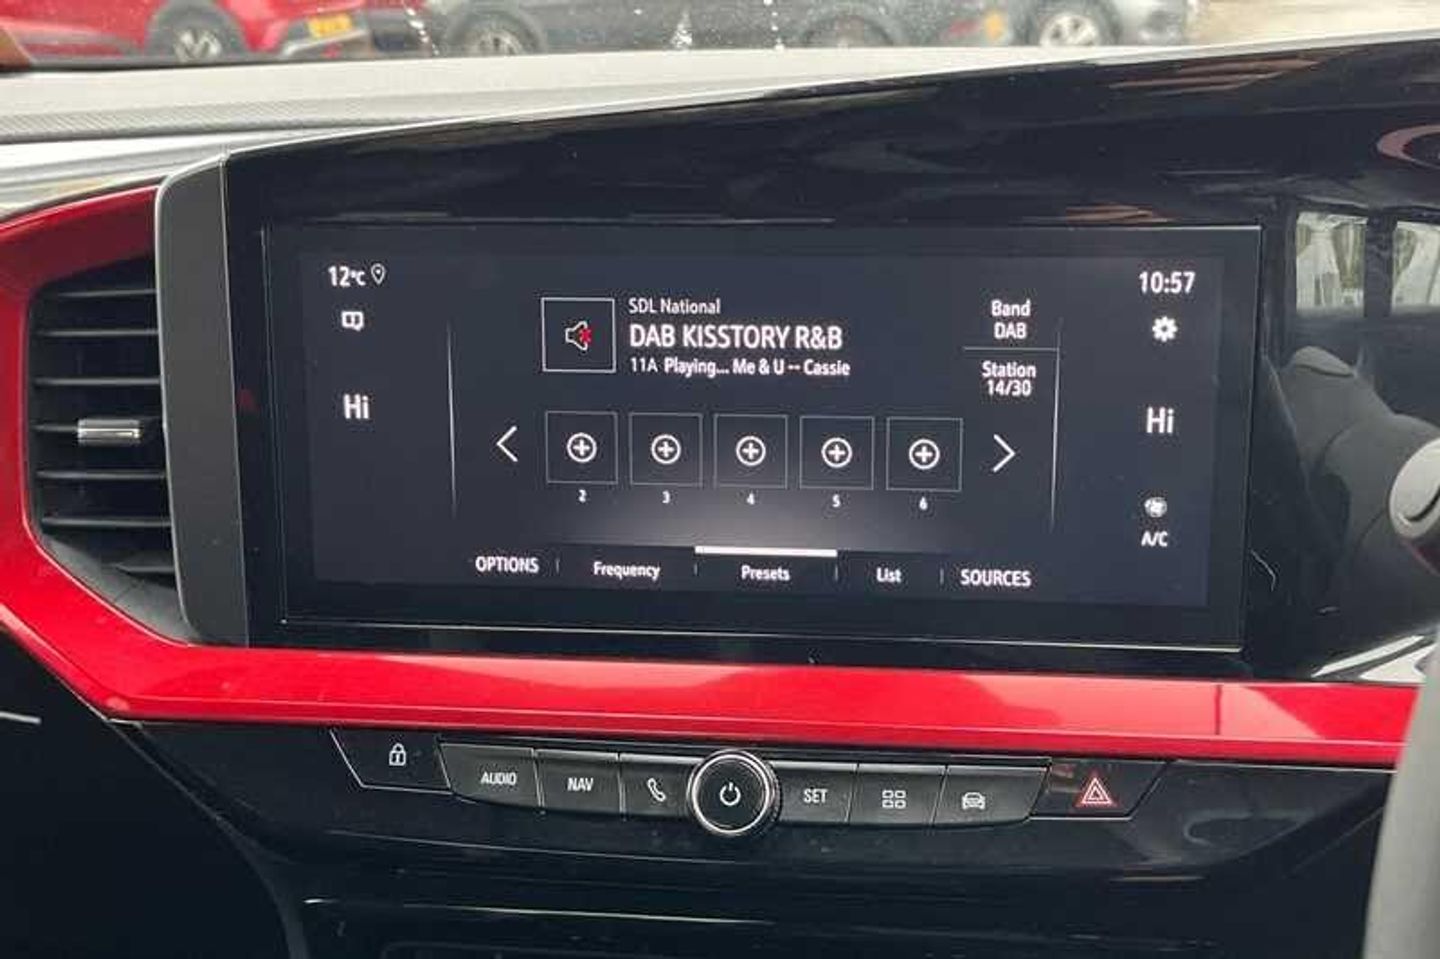 12°C
10:57
SDL National
DAB KISSTORY R&B
11A Playing... Me & U -- Cassie
Band
DAB
Station
14/30
Hi
Hi
2
3
4
5
6
A/C
OPTIONS
Frequency
Presets
List
SOURCES
AUDIO
NAV
SET